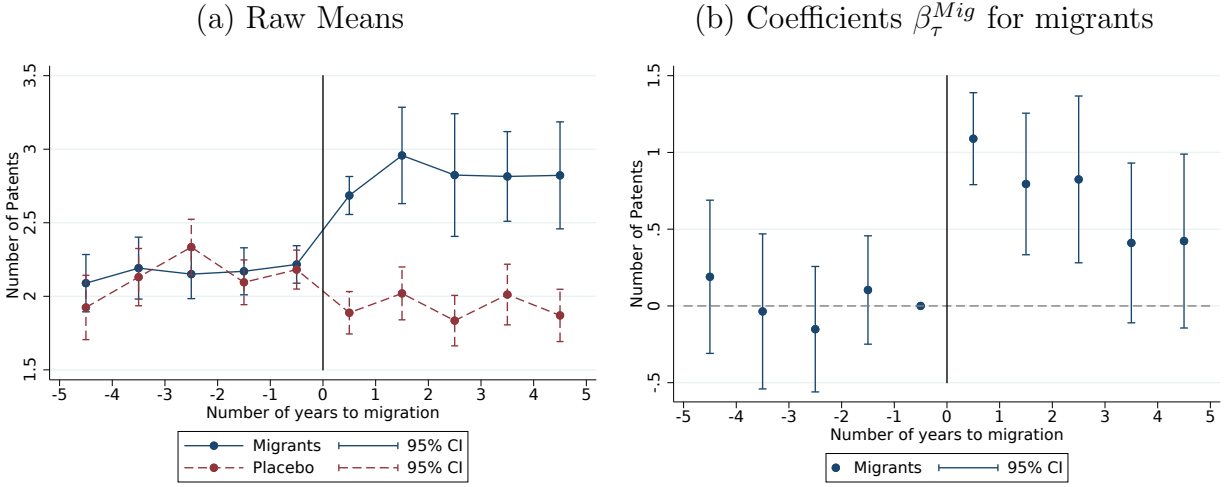 (a) Raw Means
Number of Patents
3.5
3
2.5
2
1.5
-5 -4 -3 -2 -1 0 1 2 3 4 5
Number of years to migration
Migrants 95% CI
Placebo 95% CI
(b) Coefficients β_τ^{Mig} for migrants
Number of Patents
1.5
1
.5
0
-.5
-5 -4 -3 -2 -1 0 1 2 3 4 5
Number of years to migration
Migrants 95% CI